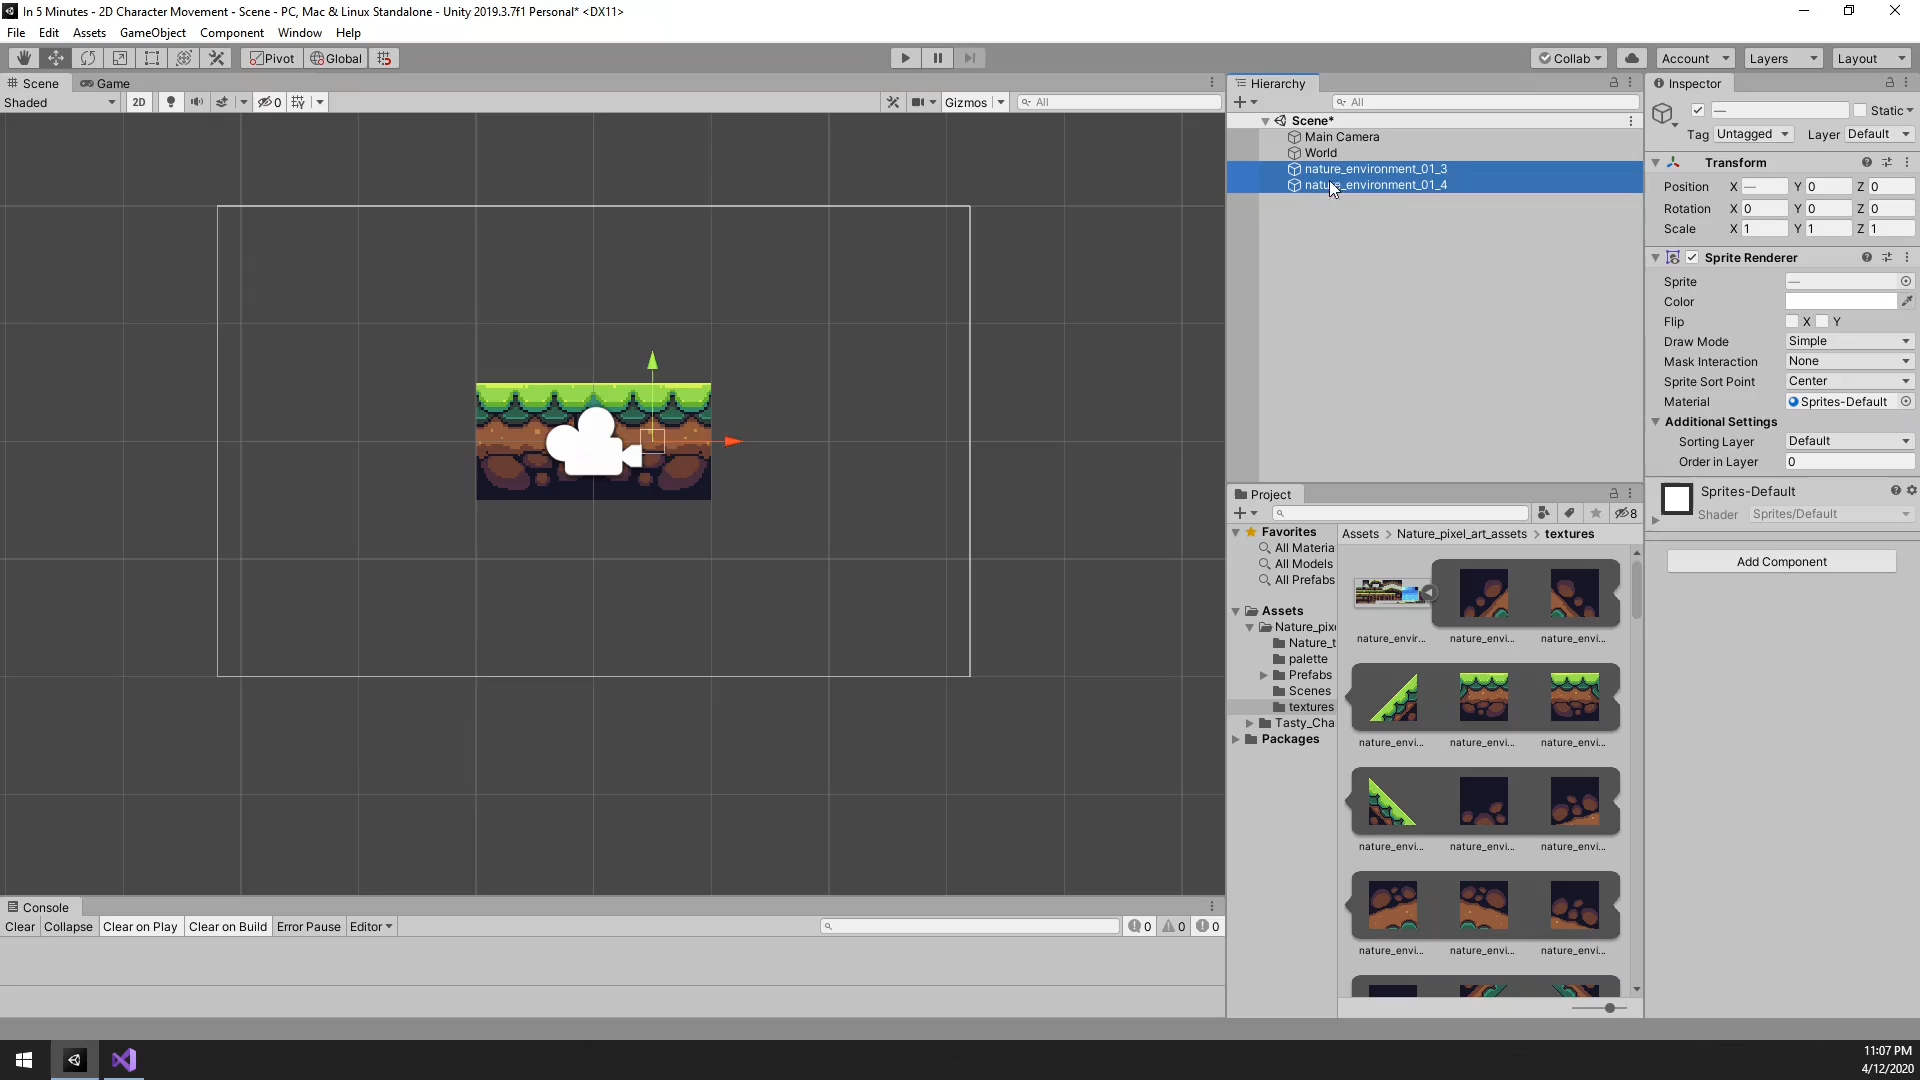 In 5 Minutes - 2D Character Movement - Scene - PC, Mac & Linux Standalone - Unity 2019.3.7f1 Personal* <DX11>
File Edit Assets GameObject Component Window Help
Pivot Global Collab Account Layers Layout
Scene Game
Shaded 2D 0 Gizmos All
Hierarchy
All
Scene*
Main Camera
World
nature_environment_01_3
nature_environment_01_4
Inspector
— Static
Tag Untagged Layer Default
Transform
Position X — Y 0 Z 0
Rotation X 0 Y 0 Z 0
Scale X 1 Y 1 Z 1
Sprite Renderer
Sprite —
Color
Flip X Y
Draw Mode Simple
Mask Interaction None
Sprite Sort Point Center
Material Sprites-Default
Additional Settings
Sorting Layer Default
Order in Layer 0
Sprites-Default
Shader Sprites/Default
Add Component
Project
8
Favorites
All Materia
All Models
All Prefabs
Assets
Nature_pixe
Nature_t
palette
Prefabs
Scenes
textures
Tasty_Cha
Packages
Assets > Nature_pixel_art_assets > textures
nature_envir... nature_envi... nature_envi...
nature_envi... nature_envi... nature_envi...
nature_envi... nature_envi... nature_envi...
nature_envi... nature_envi... nature_envi...
Console
Clear Collapse Clear on Play Clear on Build Error Pause Editor 0 0 0
11:07 PM
4/12/2020